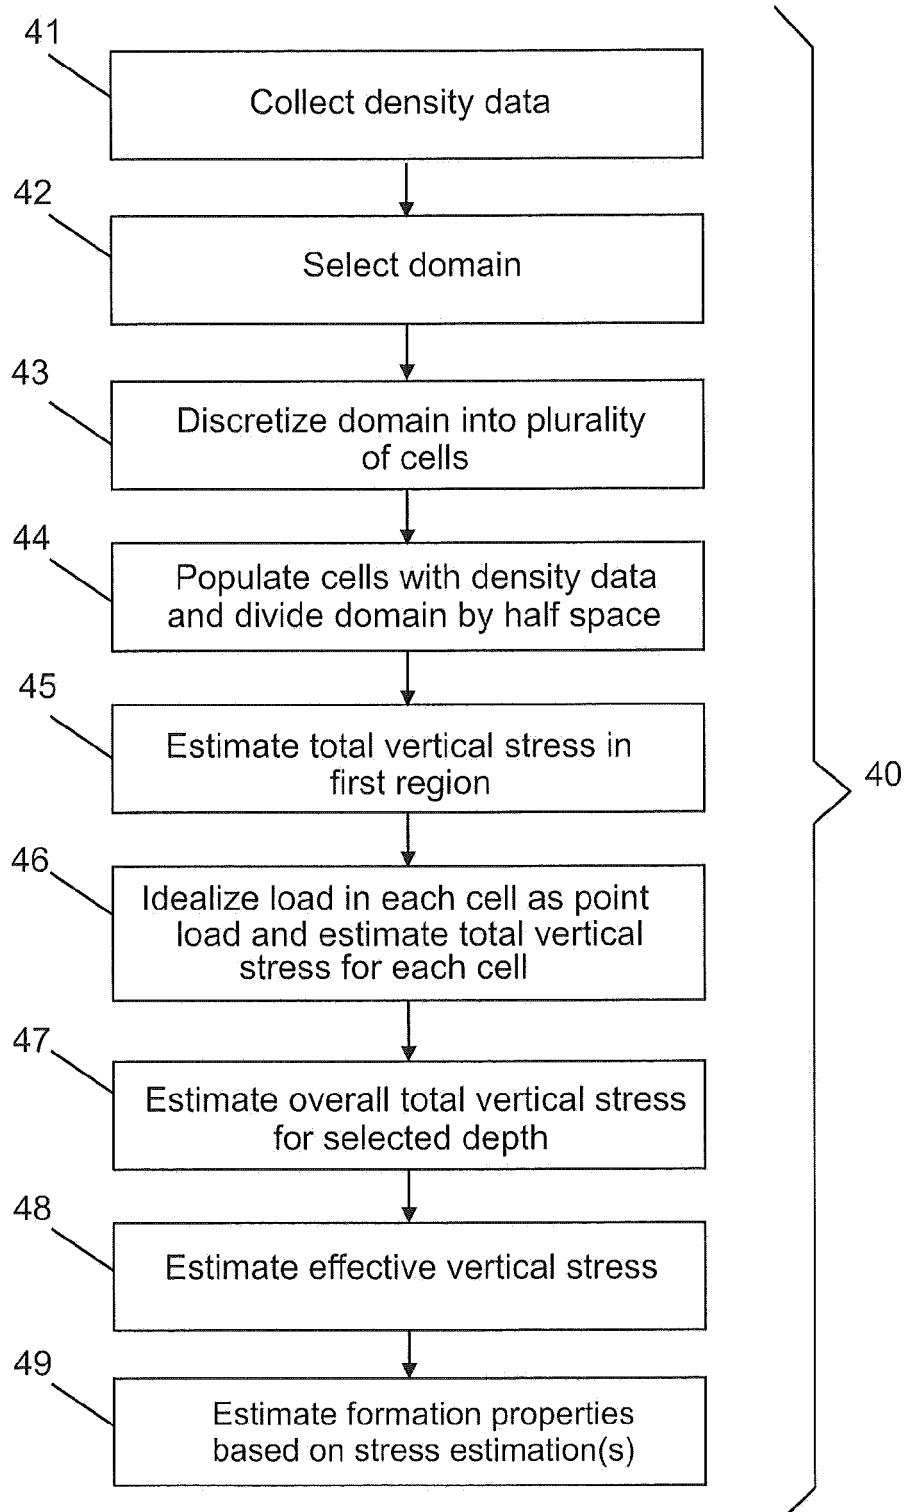 41
Collect density data
42
Select domain
43
Discretize domain into plurality
of cells
44
Populate cells with density data
and divide domain by half space
45
Estimate total vertical stress in
first region
40
46
Idealize load in each cell as point
load and estimate total vertical
stress for each cell
47
Estimate overall total vertical stress
for selected depth
48
Estimate effective vertical stress
49
Estimate formation properties
based on stress estimation(s)